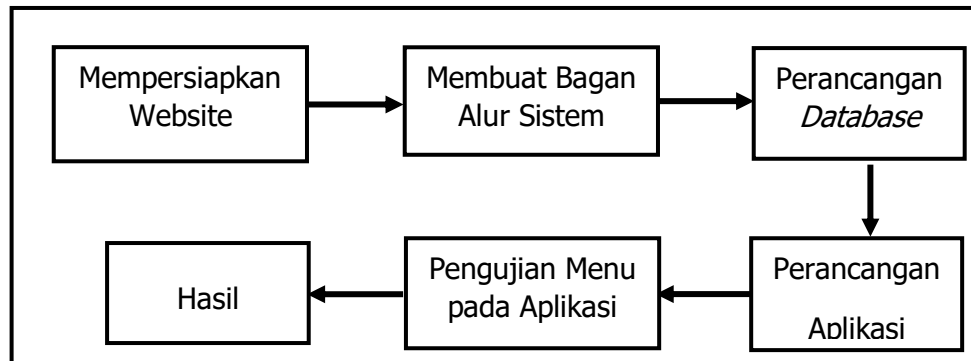 Mempersiapkan
Website
Membuat Bagan
Alur Sistem
Perancangan
Database
Perancangan
Aplikasi
Pengujian Menu
pada Aplikasi
Hasil